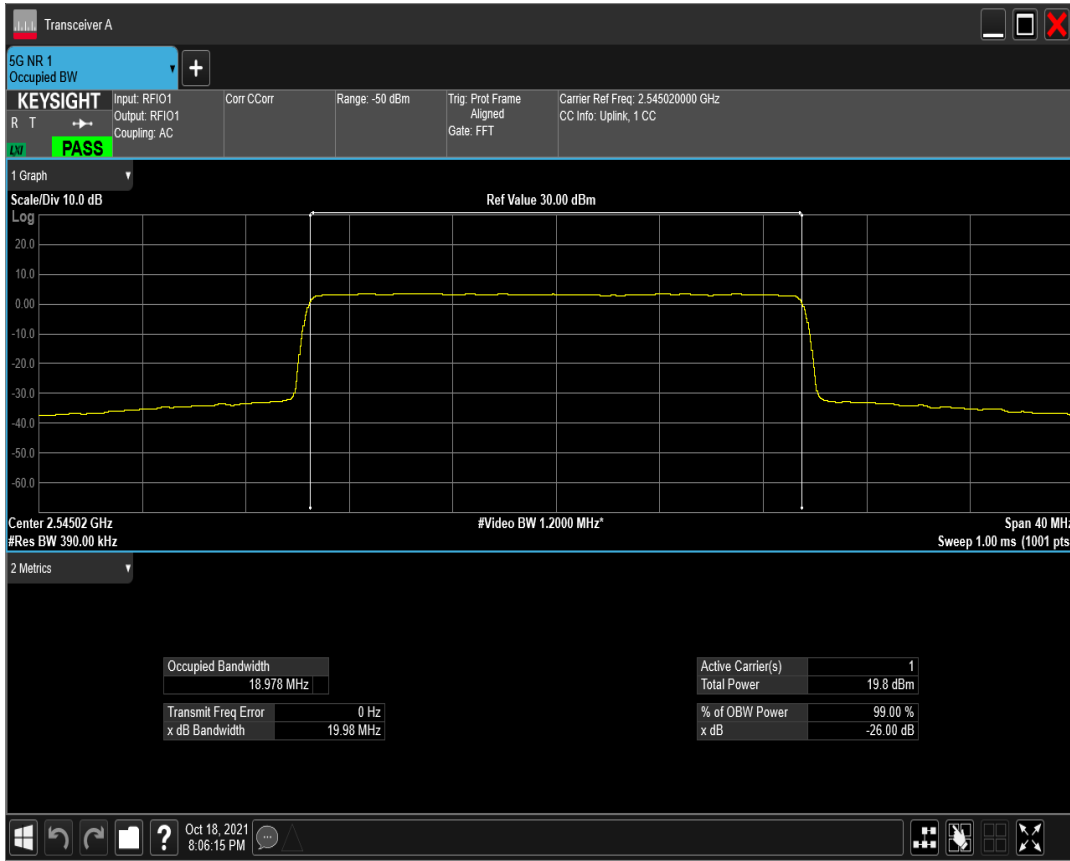 Transceiver A
5G NR 1
Occupied BW
KEYSIGHT
R T
LXI
PASS
Input: RFIO1
Output: RFIO1
Coupling: AC
Corr CCorr
Range: -50 dBm
Trig: Prot Frame
Aligned
Gate: FFT
Carrier Ref Freq: 2.545020000 GHz
CC Info: Uplink, 1 CC
1 Graph
Scale/Div 10.0 dB
Ref Value 30.00 dBm
Log
20.0
10.0
0.00
-10.0
-20.0
-30.0
-40.0
-50.0
-60.0
Center 2.54502 GHz
#Video BW 1.2000 MHz*
Span 40 MHz
#Res BW 390.00 kHz
Sweep 1.00 ms (1001 pts
2 Metrics
Occupied Bandwidth
18.978 MHz
Transmit Freq Error 0 Hz
x dB Bandwidth 19.98 MHz
Active Carrier(s) 1
Total Power 19.8 dBm
% of OBW Power 99.00 %
x dB -26.00 dB
Oct 18, 2021
8:06:15 PM